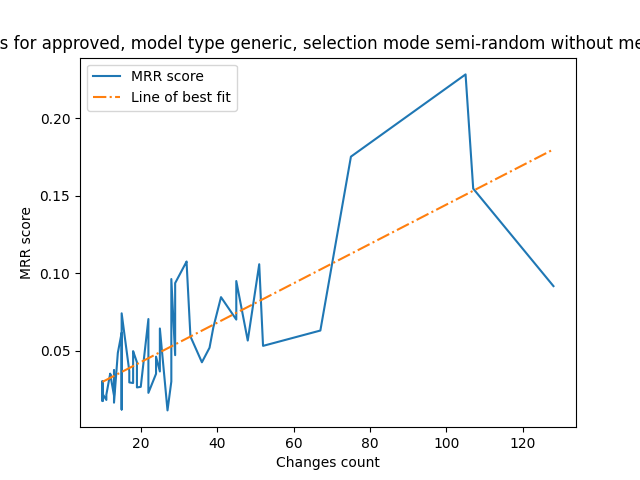 s for approved, model type generic, selection mode semi-random without me
MRR score
Line of best fit
0.20
0.15
0.10
0.05
MRR score
20
40
60
80
100
120
Changes count